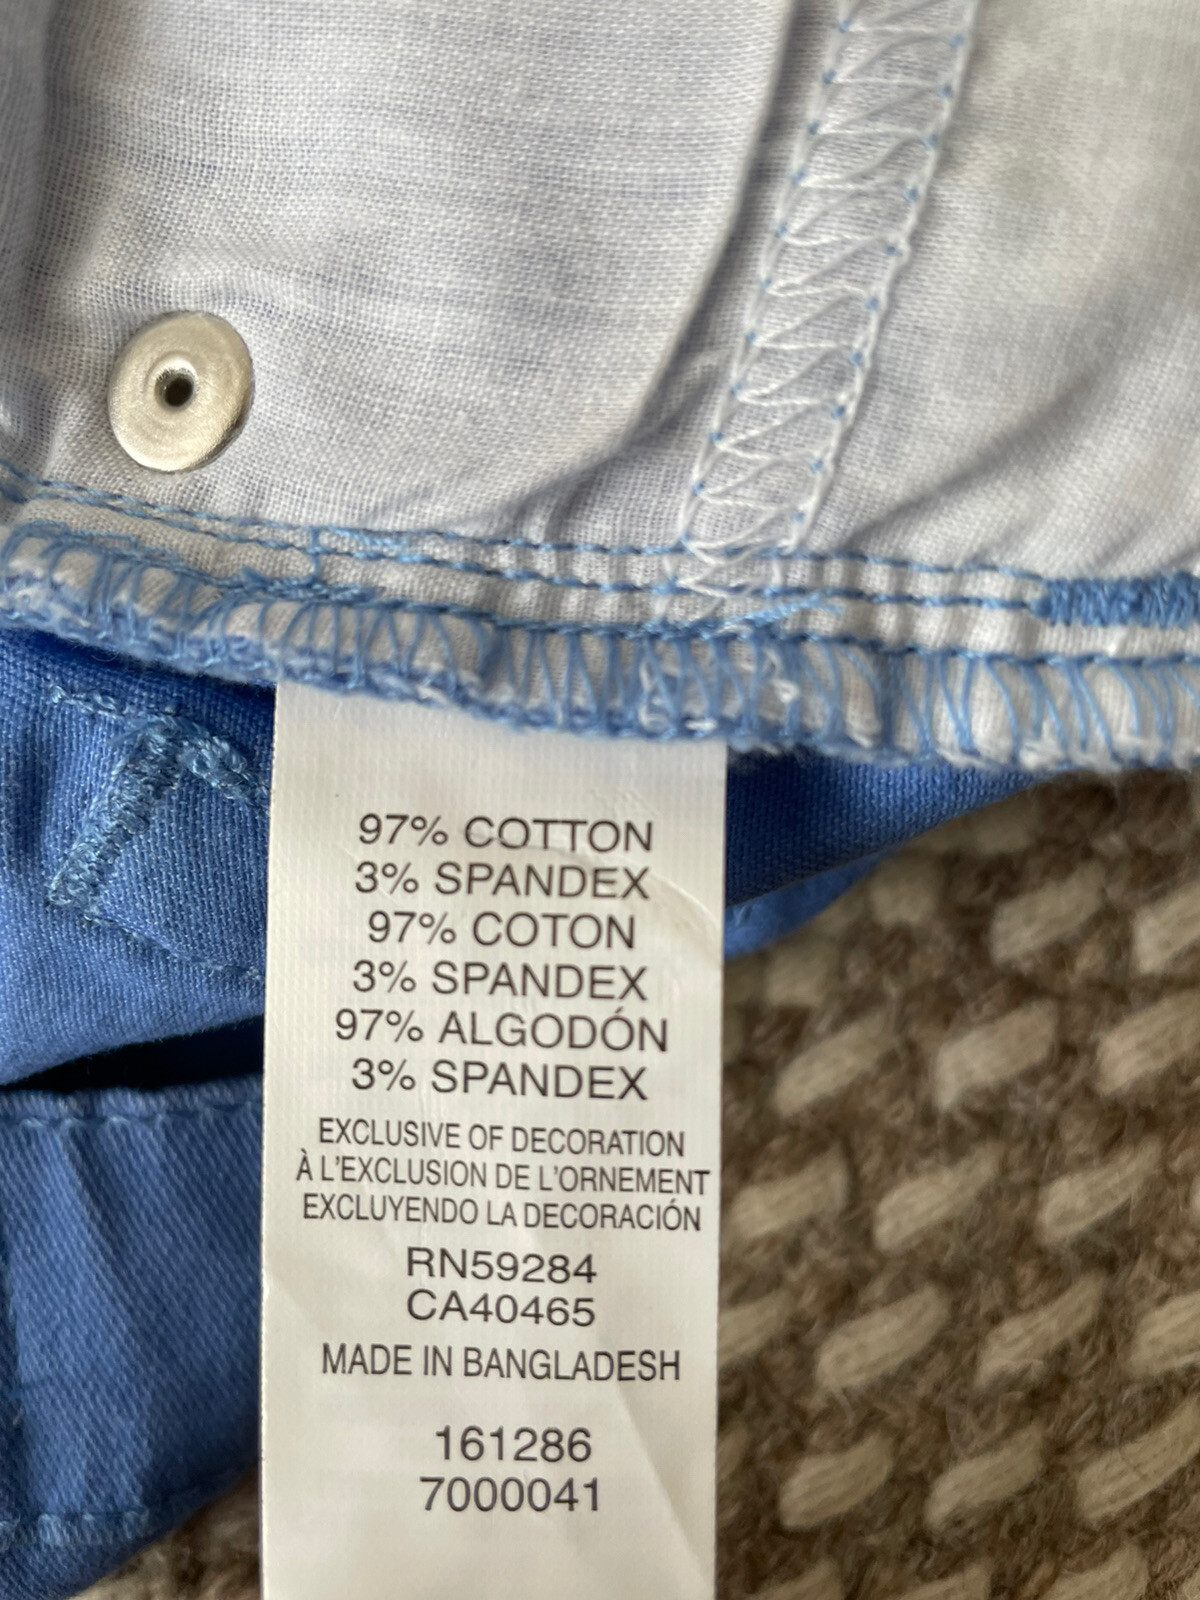 97% COTTON
3% SPANDEX
97% COTON
3% SPANDEX
97% ALGODÓN
3% SPANDEX
EXCLUSIVE OF DECORATION
À L'EXCLUSION DE L'ORNEMENT
EXCLUYENDO LA DECORACIÓN
RN59284
CA40465
MADE IN BANGLADESH
161286
7000041